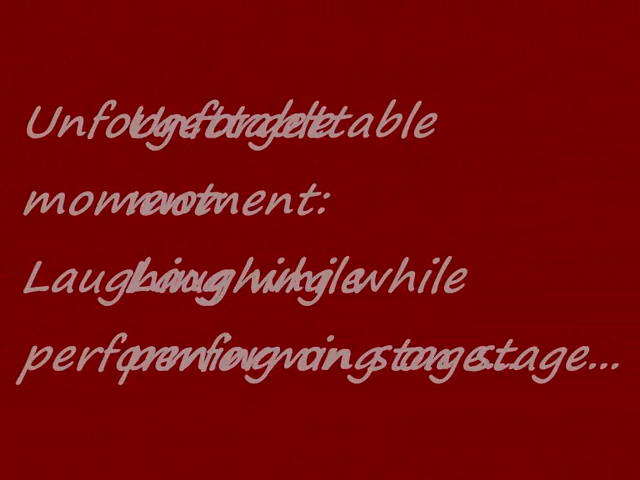 Unforgettable
moment:
Laughing while
performing on stage...